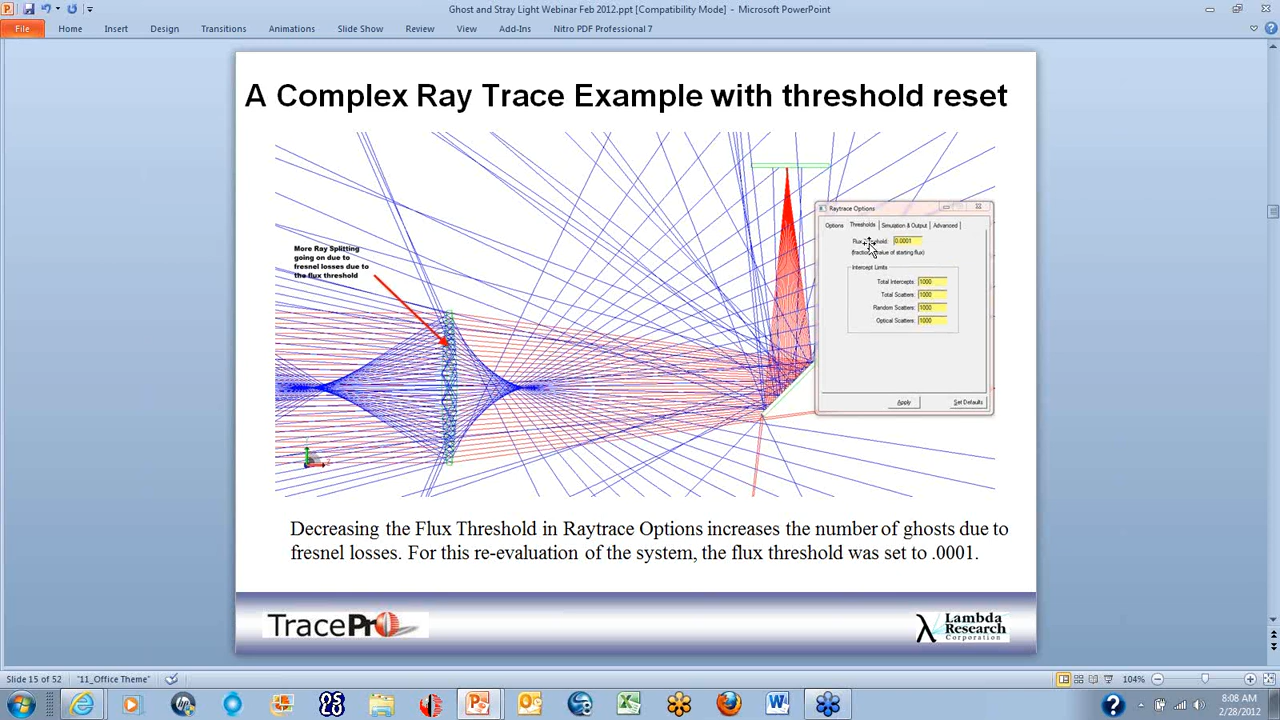 Ghost and Stray Light Webinar Feb 2012.ppt [Compatibility Mode] - Microsoft PowerPoint
File Home Insert Design Transitions Animations Slide Show Review View Add-Ins Nitro PDF Professional 7
A Complex Ray Trace Example with threshold reset
More Ray Splitting
going on due to
fresnel losses due to
the flux threshold
Raytrace Options
Options Thresholds Simulation & Output Advanced
0.0001
value of starting flux)
Intercept Limits
Total Intercepts: 1000
Total Scatters: 1000
Random Scatters: 1000
Optical Scatters: 1000
Apply Set Defaults
Decreasing the Flux Threshold in Raytrace Options increases the number of ghosts due to
fresnel losses. For this re-evaluation of the system, the flux threshold was set to .0001.
TracePro
Lambda
Research
Corporation
Slide 15 of 52 "11_Office Theme" 104%
8:08 AM
2/28/2012